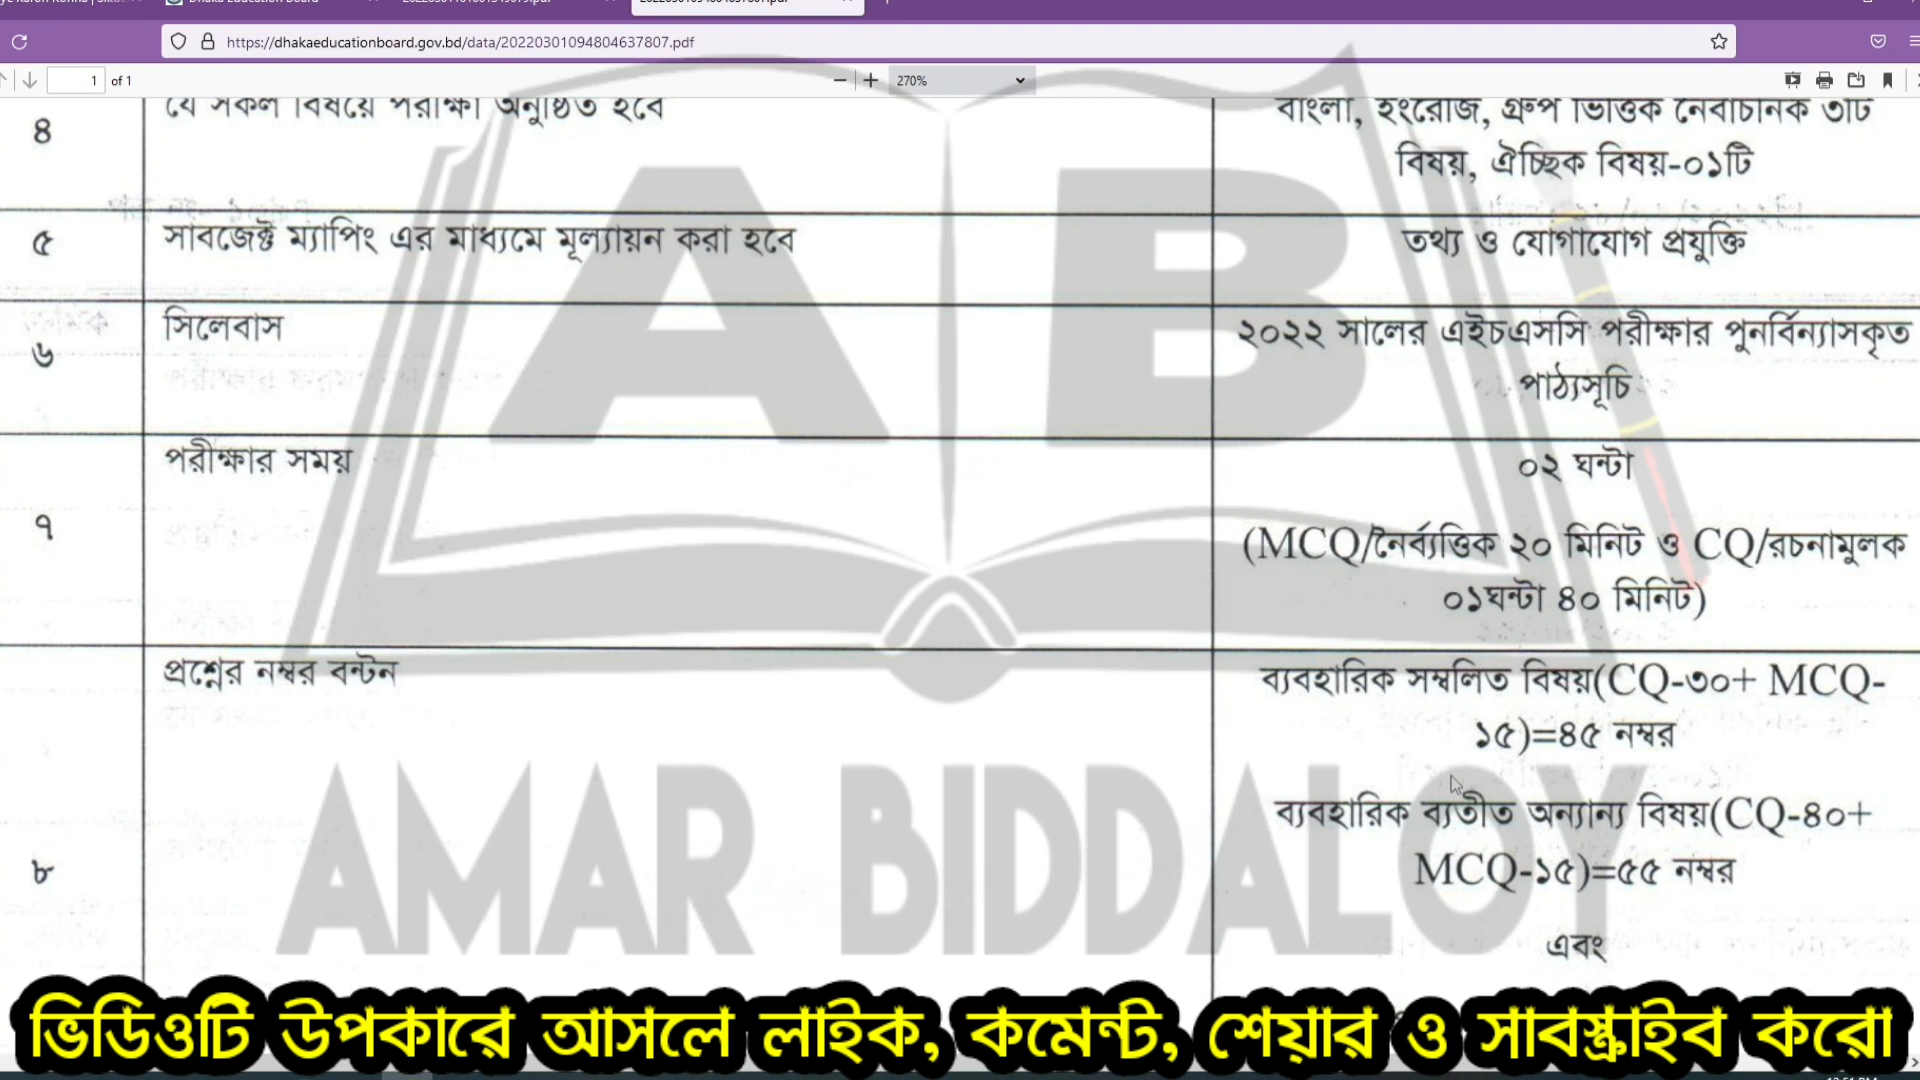 https://dhakaeducationboard.gov.bd/data/20220301094804637807.pdf
1 of 1
270%
৪
যে সকল বিষয়ে পরীক্ষা অনুষ্ঠিত হবে
বাংলা, ইংরেজি, গ্রুপ ভিত্তিক নৈর্বাচনিক ৩টি
বিষয়, ঐচ্ছিক বিষয়-০১টি
৫
সাবজেক্ট ম্যাপিং এর মাধ্যমে মূল্যায়ন করা হবে
তথ্য ও যোগাযোগ প্রযুক্তি
৬
সিলেবাস
২০২২ সালের এইচএসসি পরীক্ষার পুনর্বিন্যাসকৃত
পাঠ্যসূচি
৭
পরীক্ষার সময়
০২ ঘন্টা
(MCQ/নৈর্ব্যত্তিক ২০ মিনিট ও CQ/রচনামুলক
০১ঘন্টা ৪০ মিনিট)
৮
প্রশ্নের নম্বর বন্টন
ব্যবহারিক সম্বলিত বিষয়(CQ-৩০+ MCQ-
১৫)=৪৫ নম্বর
ব্যবহারিক ব্যতীত অন্যান্য বিষয়(CQ-৪০+
MCQ-১৫)=৫৫ নম্বর
এবং
AB
AMAR BIDDALOY
ভিডিওটি উপকারে আসলে লাইক, কমেন্ট, শেয়ার ও সাবস্ক্রাইব করো